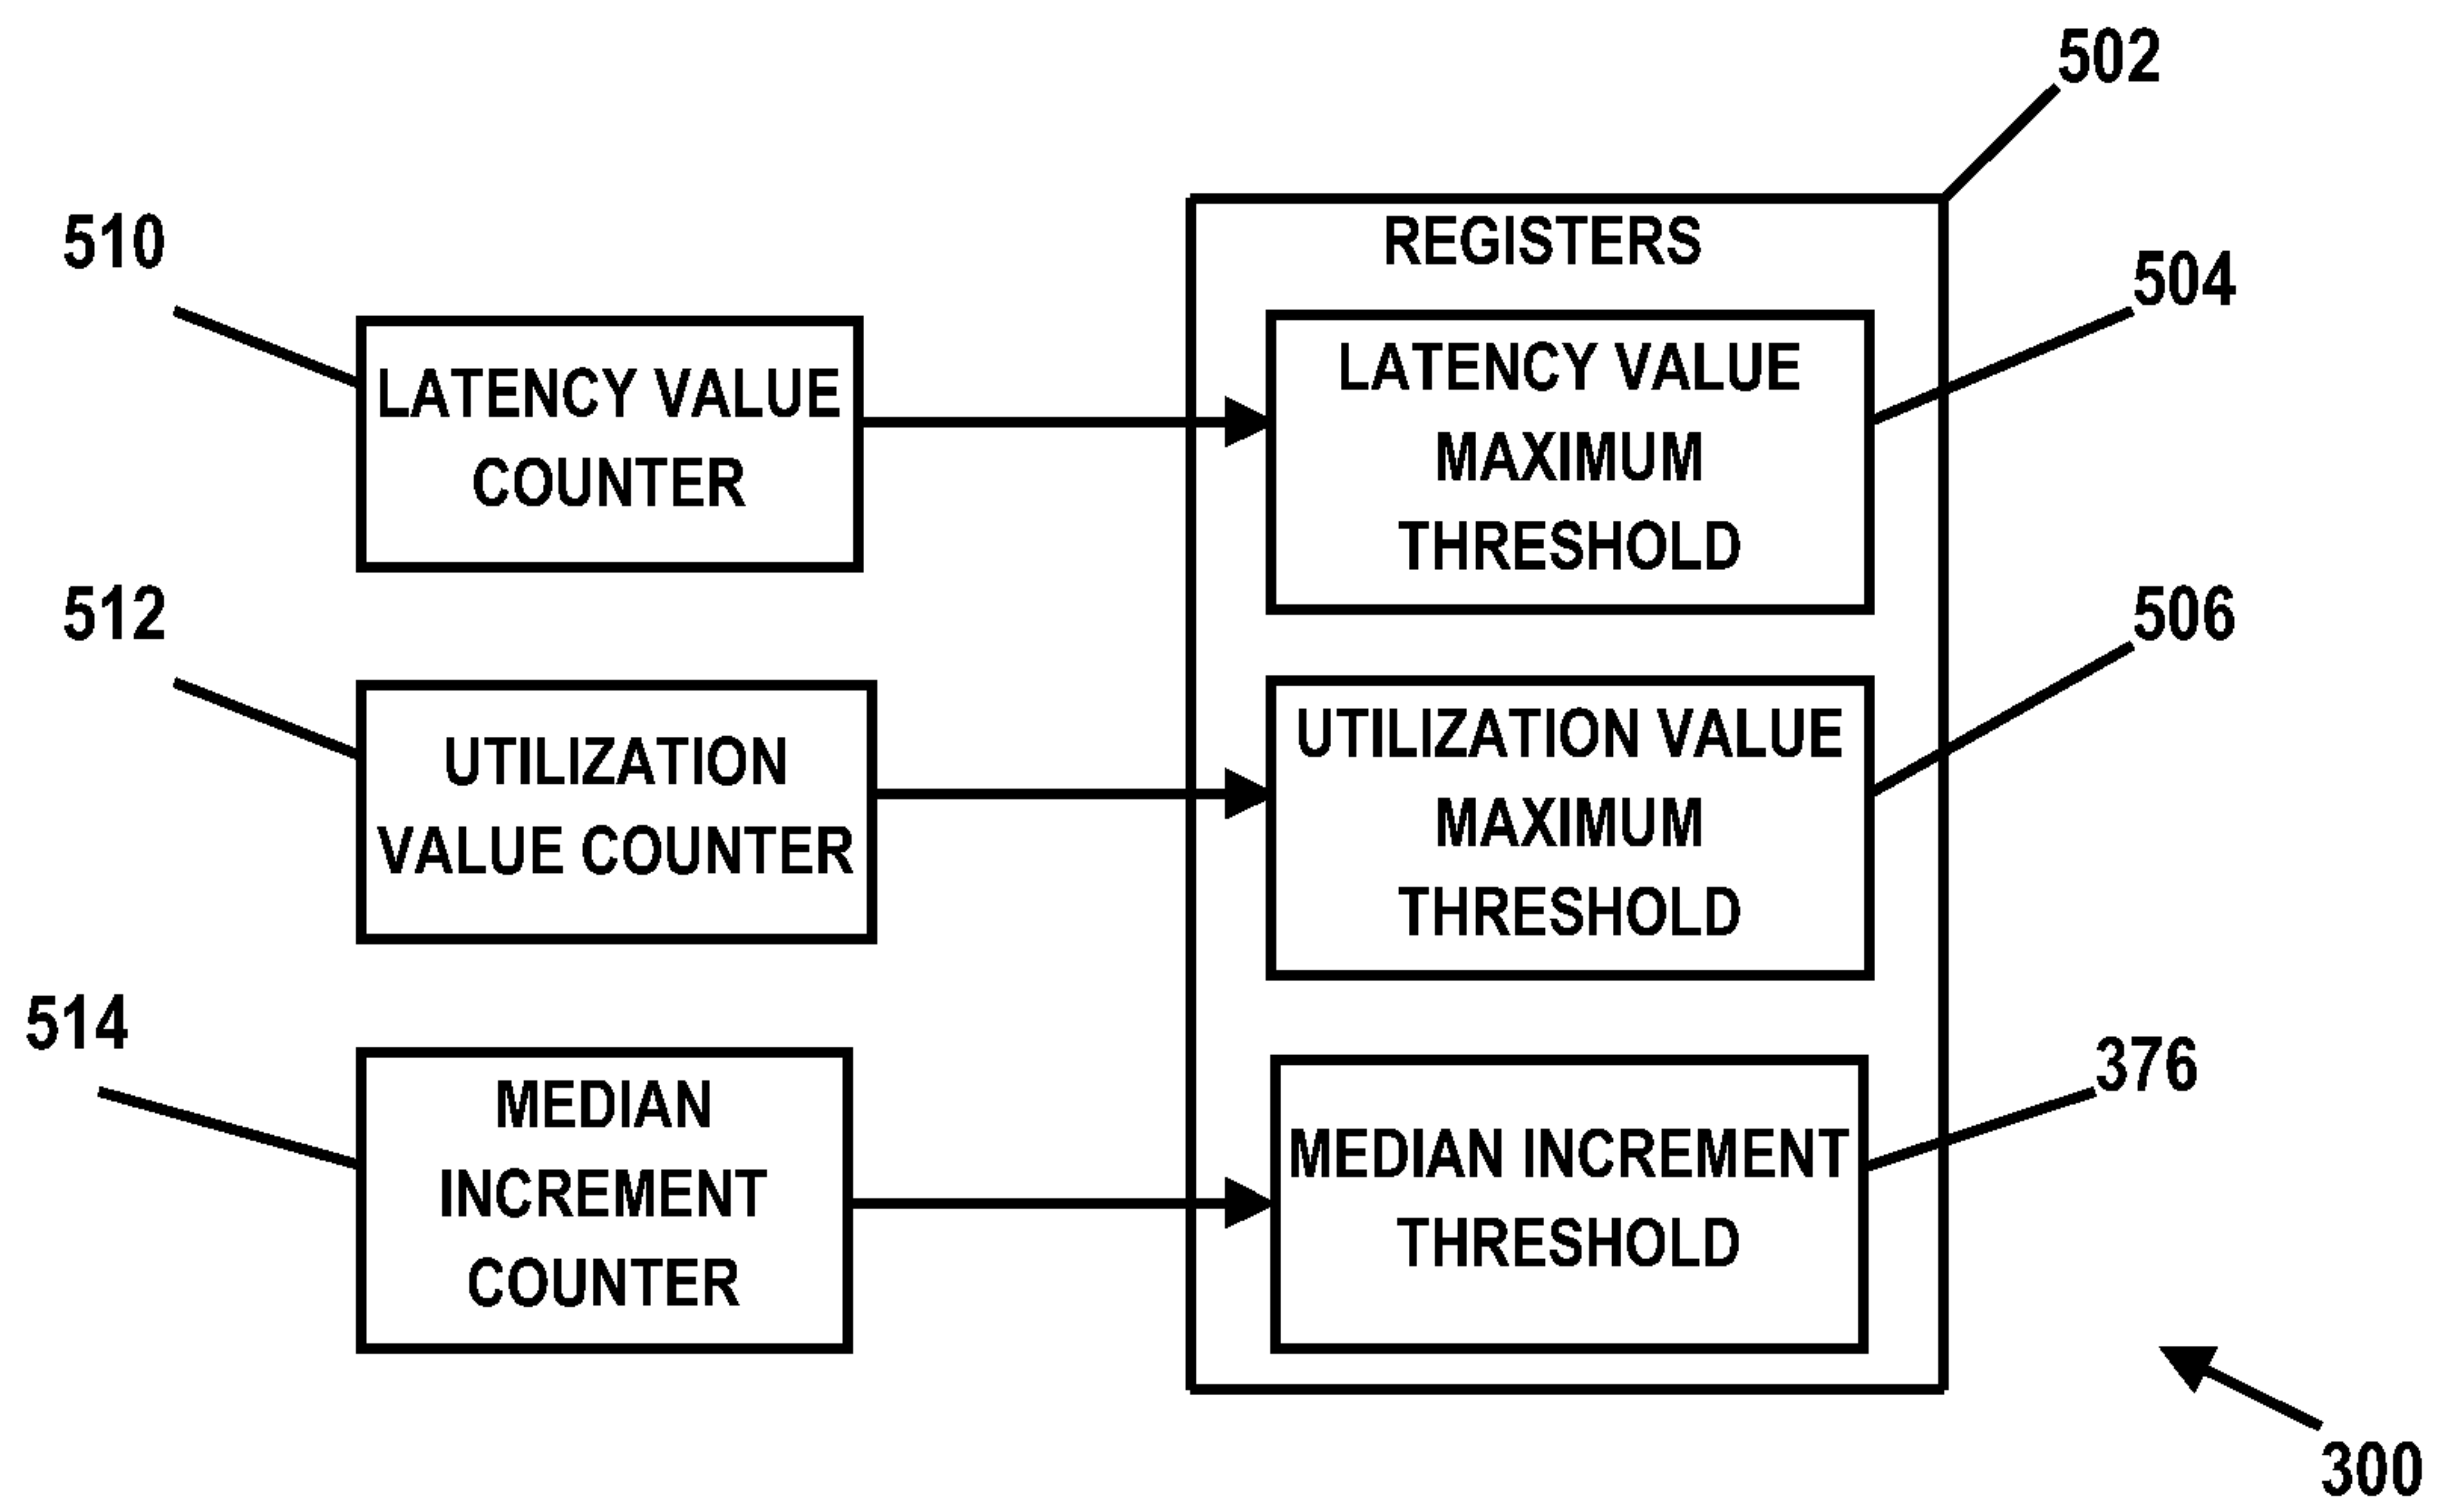 502
REGISTERS
510
LATENCY VALUE
COUNTER
504
LATENCY VALUE
MAXIMUM
THRESHOLD
512
UTILIZATION
VALUE COUNTER
506
UTILIZATION VALUE
MAXIMUM
THRESHOLD
514
MEDIAN
INCREMENT
COUNTER
376
MEDIAN INCREMENT
THRESHOLD
300